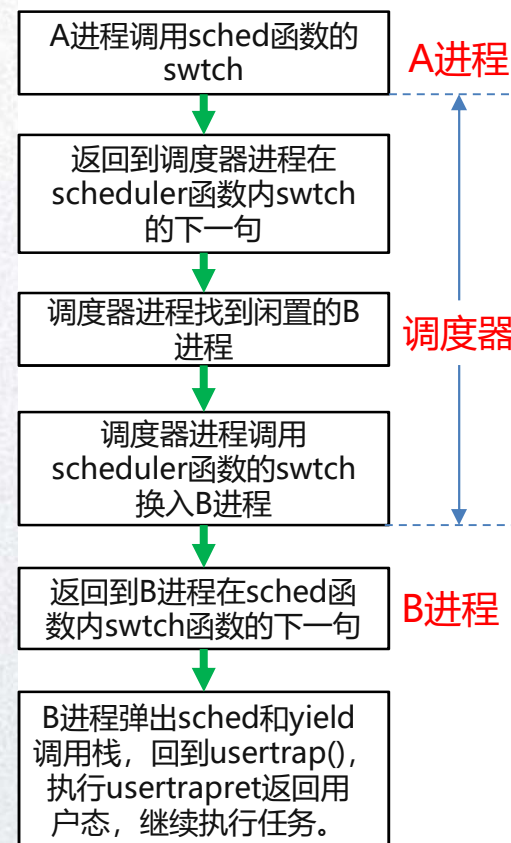 A进程调用sched函数的
swtch
A进程
返回到调度器进程在
scheduler函数内swtch
的下一句
调度器进程找到闲置的B
进程
调度器
调度器进程调用
scheduler函数的swtch
换入B进程
返回到B进程在sched函
数内swtch函数的下一句
B进程
B进程弹出sched和yield
调用栈，回到usertrap()，
执行usertrapret返回用
户态，继续执行任务。